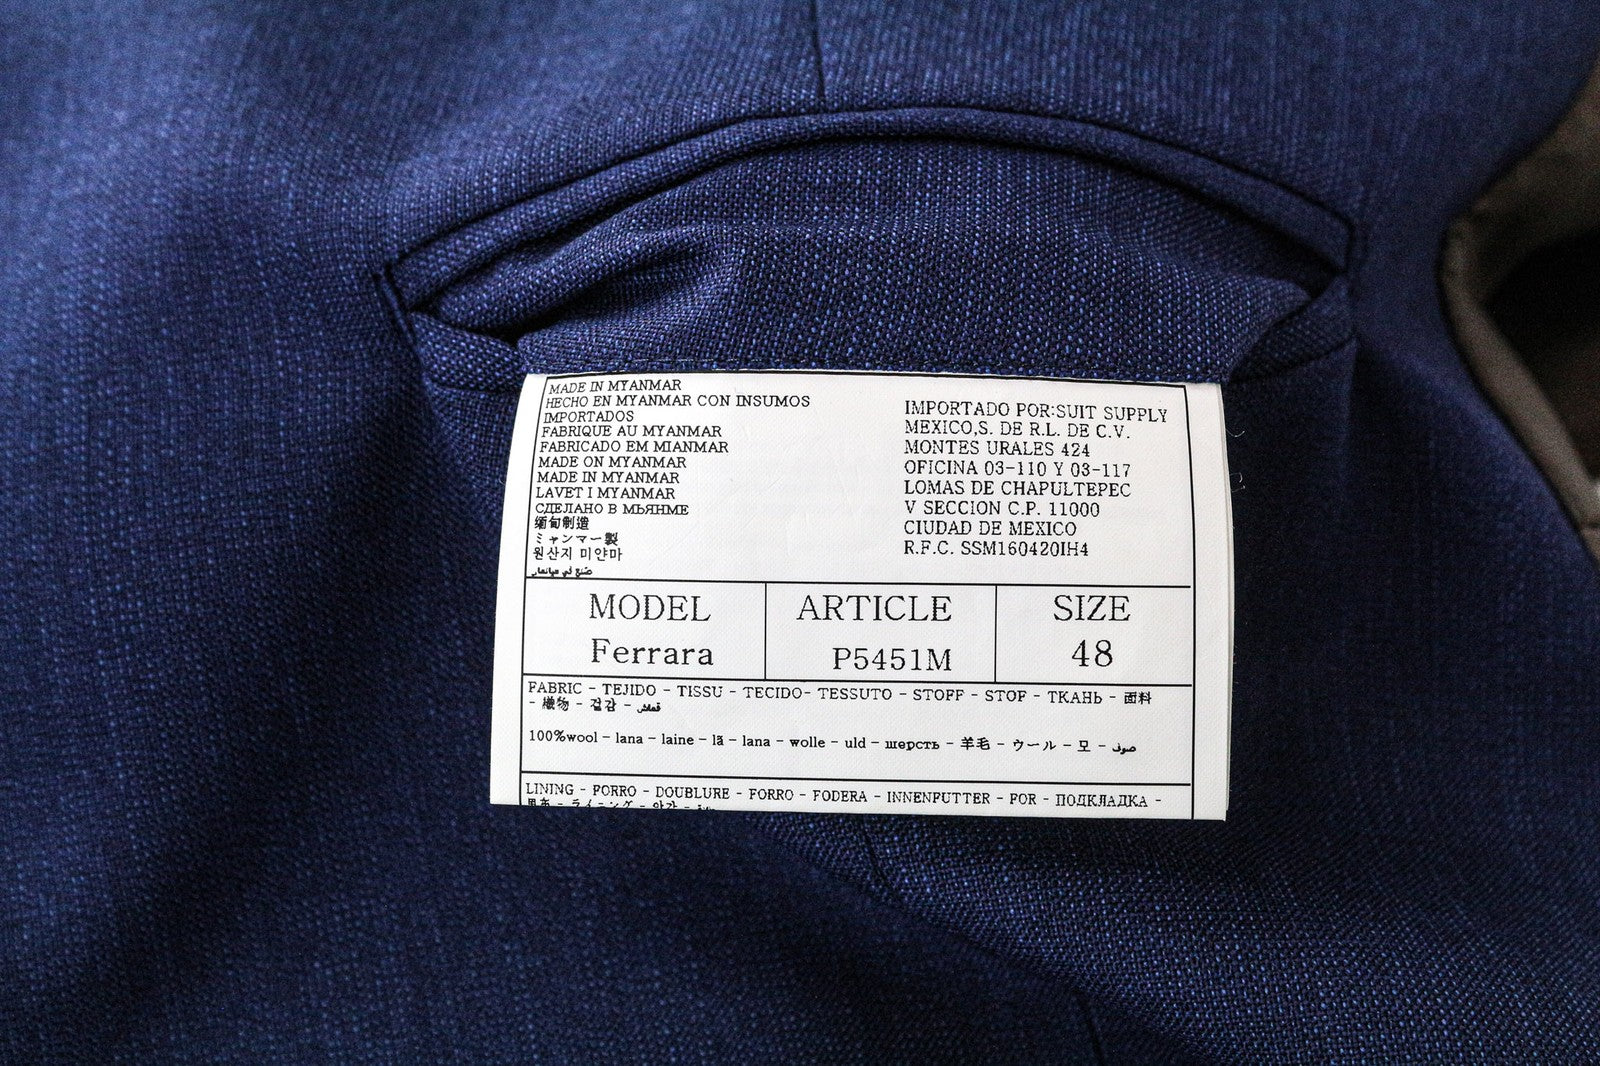 MADE IN MYANMAR
HECHO EN MYANMAR CON INSUMOS
IMPORTADOS
FABRIQUE AU MYANMAR
FABRICADO EM MIANMAR
MADE ON MYANMAR
MADE IN MYANMAR
LAVET I MYANMAR
СДЕЛАНО В МЬЯНМЕ
缅甸制造
ミャンマー製
원산지 미얀마
صنع في ميانمار
IMPORTADO POR:SUIT SUPPLY
MEXICO,S. DE R.L. DE C.V.
MONTES URALES 424
OFICINA 03-110 Y 03-117
LOMAS DE CHAPULTEPEC
V SECCION C.P. 11000
CIUDAD DE MEXICO
R.F.C. SSM160420IH4
MODEL
Ferrara
ARTICLE
P5451M
SIZE
48
FABRIC - TEJIDO - TISSU - TECIDO- TESSUTO - STOFF - STOF - ТКАНЬ - 面料
- 織物 - 겉감 - قماش
100%wool - lana - laine - lã - lana - wolle - uld - шерсть - 羊毛 - ウール - 모 - صوف
LINING - FORRO - DOUBLURE - FORRO - FODERA - INNENFUTTER - FOR - ПОДКЛАДКА -